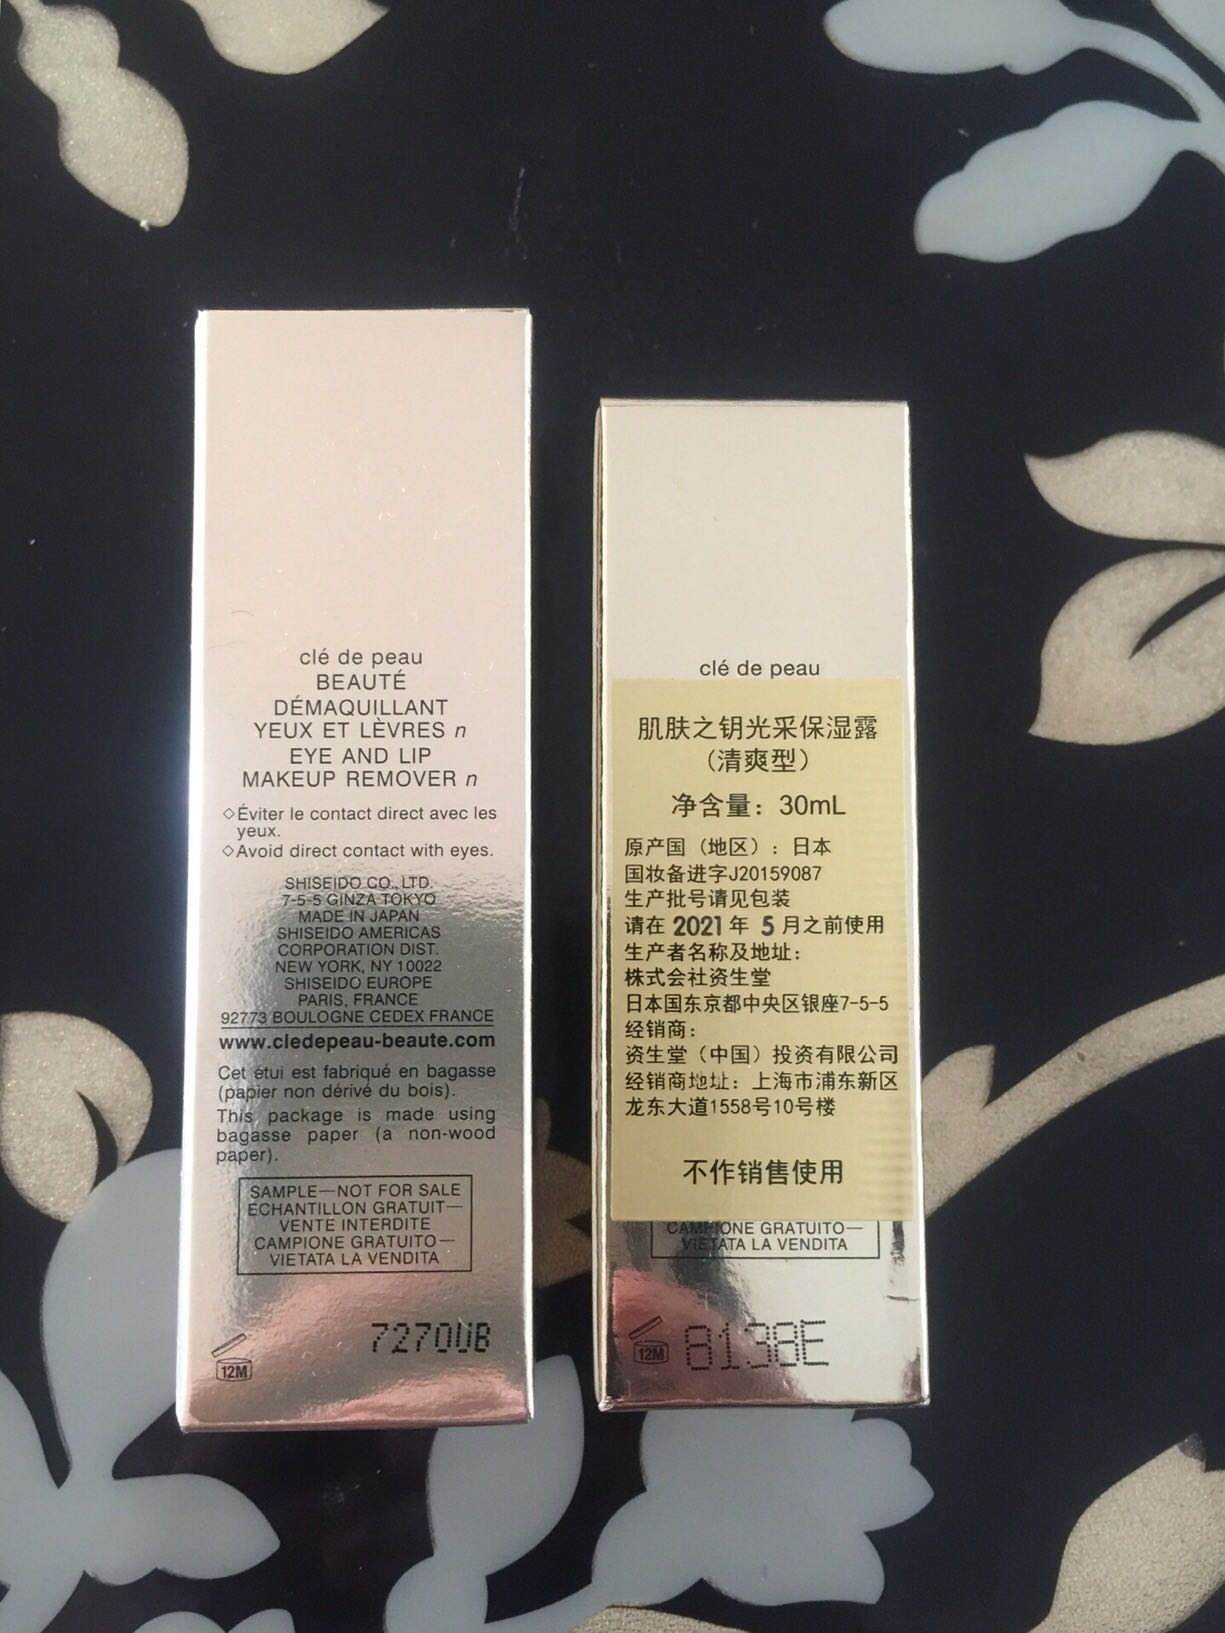 clé de peau
BEAUTÉ
DÉMAQUILLANT
YEUX ET LÈVRES n
EYE AND LIP
MAKEUP REMOVER n
◇Éviter le contact direct avec les
yeux.
◇Avoid direct contact with eyes.
SHISEIDO CO., LTD.
7-5-5 GINZA TOKYO
MADE IN JAPAN
SHISEIDO AMERICAS
CORPORATION DIST.
NEW YORK, NY 10022
SHISEIDO EUROPE
PARIS, FRANCE
92773 BOULOGNE CEDEX FRANCE
www.cledepeau-beaute.com
Cet étui est fabriqué en bagasse
(papier non dérivé du bois).
This package is made using
bagasse paper (a non-wood
paper).
SAMPLE—NOT FOR SALE
ÉCHANTILLON GRATUIT—
VENTE INTERDITE
CAMPIONE GRATUITO—
VIETATA LA VENDITA
7270UB
12M
clé de peau
肌肤之钥光采保湿露
（清爽型）
净含量：30mL
原产国（地区）：日本
国妆备进字J20159087
生产批号请见包装
请在 2021 年 5 月之前使用
生产者名称及地址：
株式会社资生堂
日本国东京都中央区银座7-5-5
经销商：
资生堂（中国）投资有限公司
经销商地址：上海市浦东新区
龙东大道1558号10号楼
不作销售使用
CAMPIONE GRATUITO—
VIETATA LA VENDITA
12M
8138E